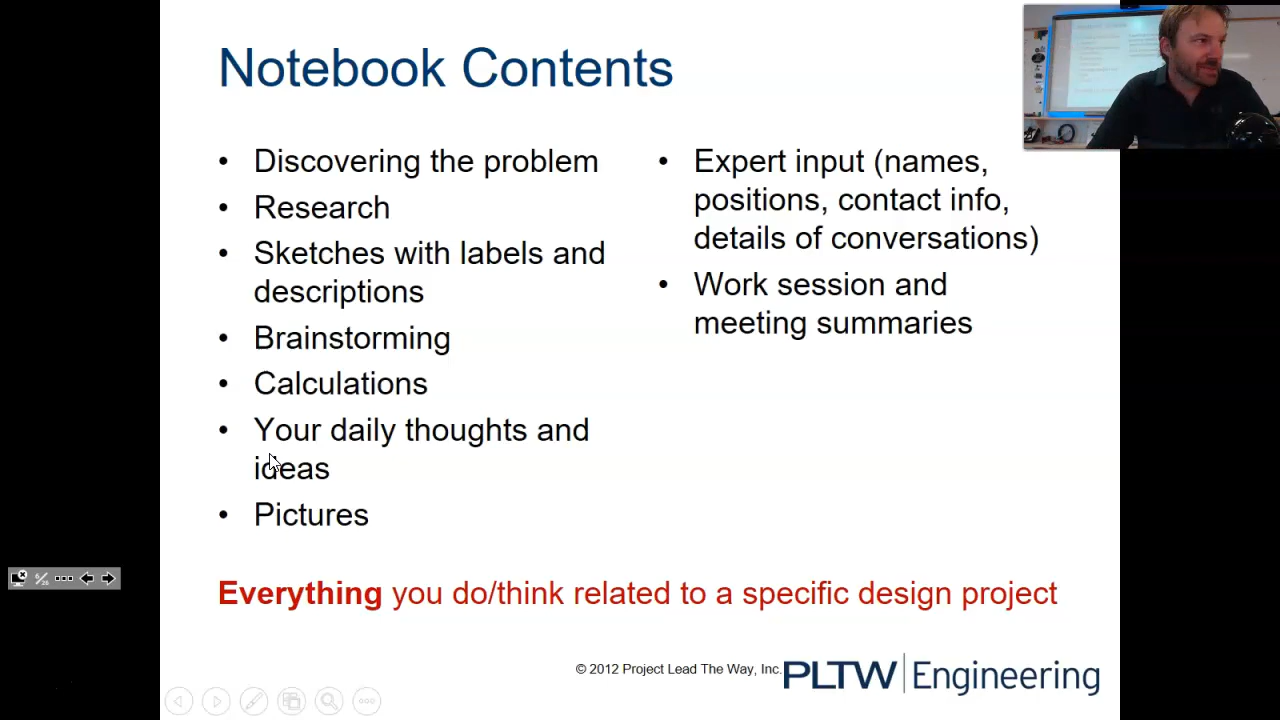 Notebook Contents
• Discovering the problem
• Research
• Sketches with labels and
descriptions
• Brainstorming
• Calculations
• Your daily thoughts and
ideas
• Pictures
• Expert input (names,
positions, contact info,
details of conversations)
• Work session and
meeting summaries
Everything you do/think related to a specific design project
© 2012 Project Lead The Way, Inc.
PLTW Engineering
6/26